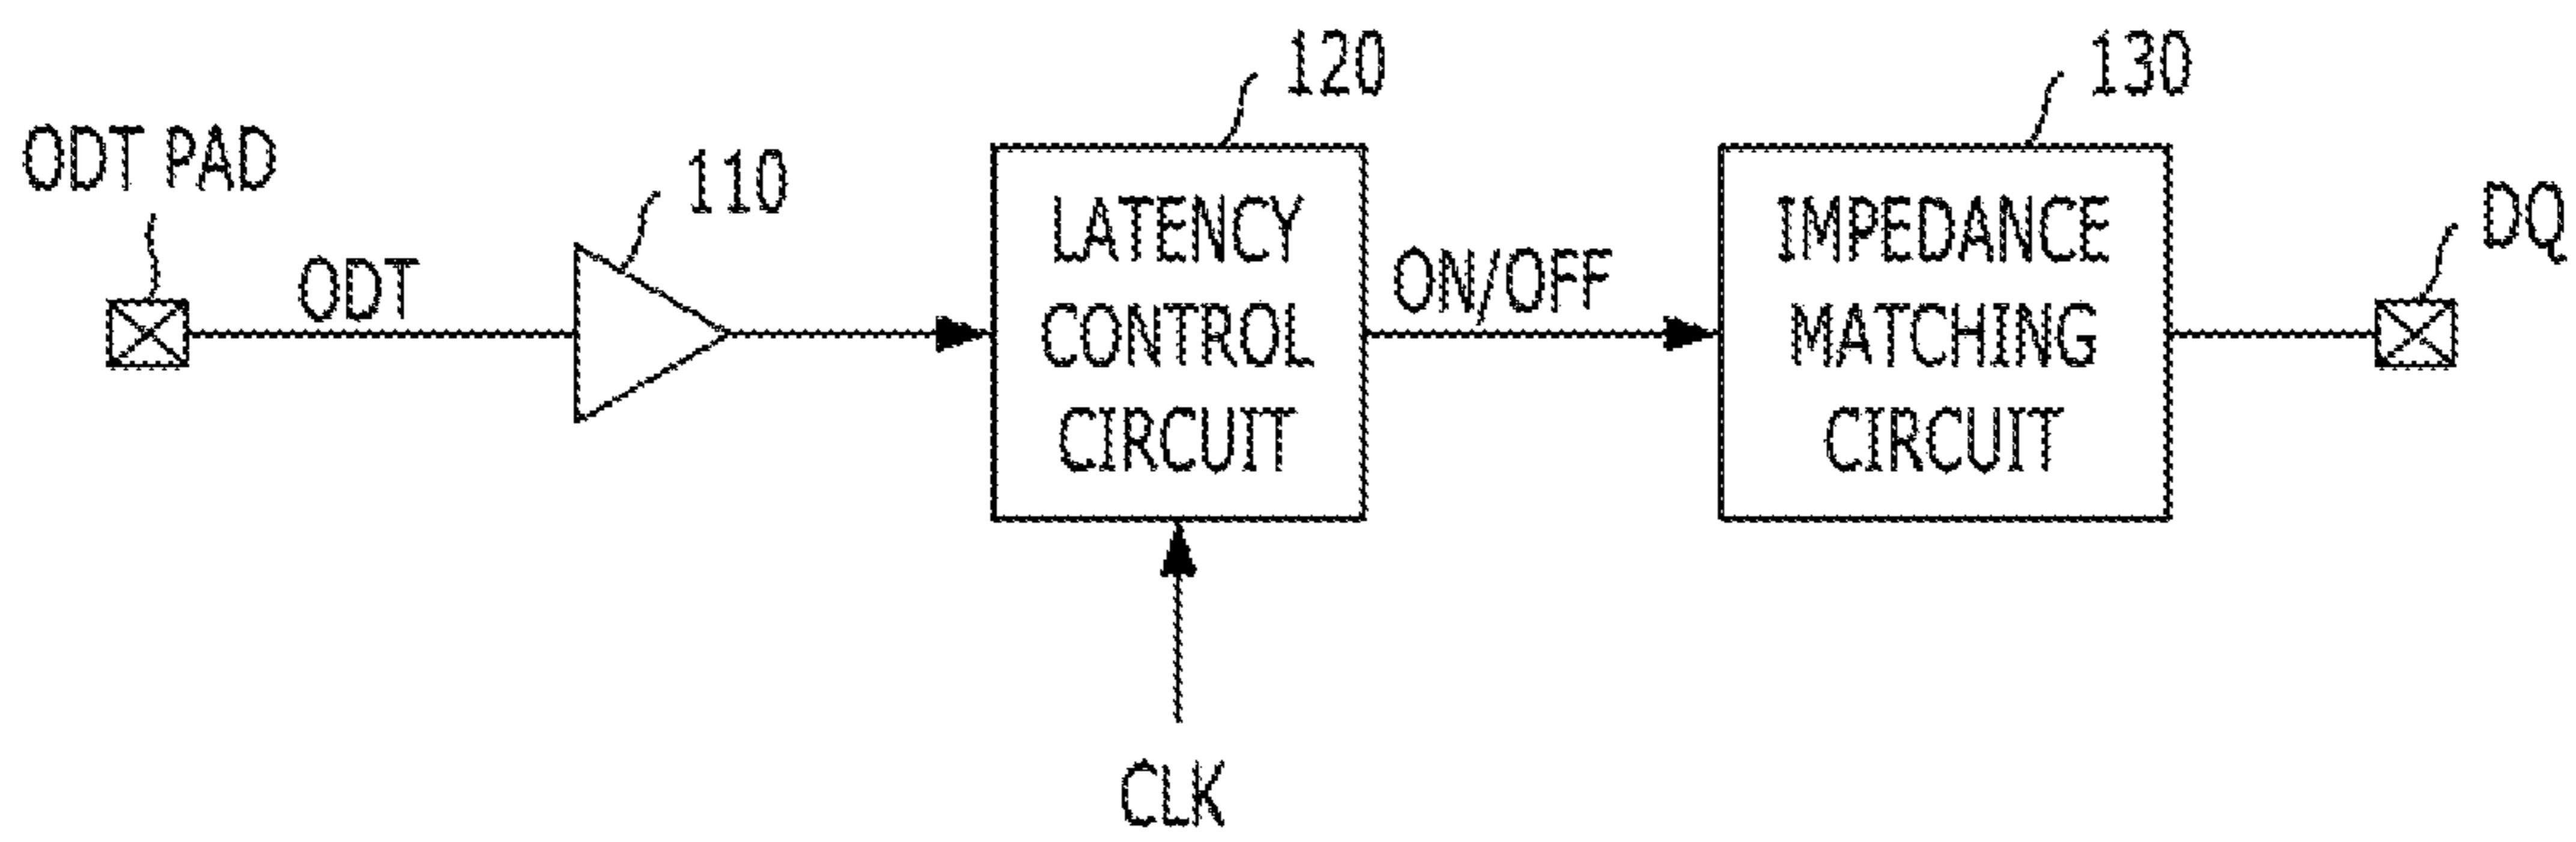 120
130
ODT PAD
110
DQ
ODT
LATENCY
CONTROL
CIRCUIT
ON/OFF
IMPEDANCE
MATCHING
CIRCUIT
CLK